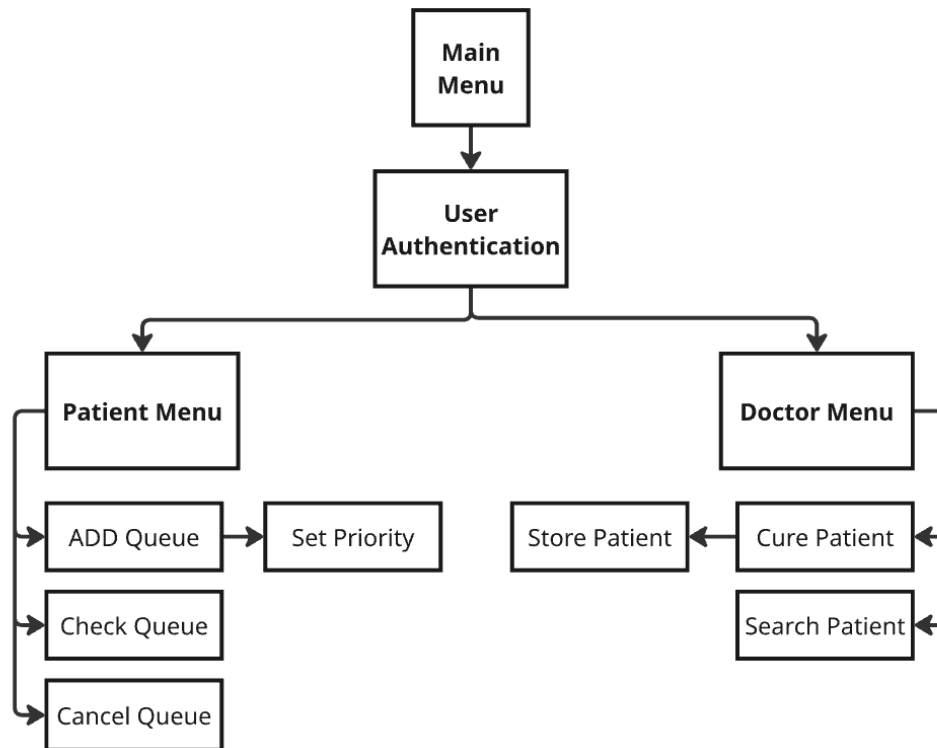 Main
Menu
User
Authentication
Patient Menu
Doctor Menu
ADD Queue
Set Priority
Store Patient
Cure Patient
Check Queue
Search Patient
Cancel Queue